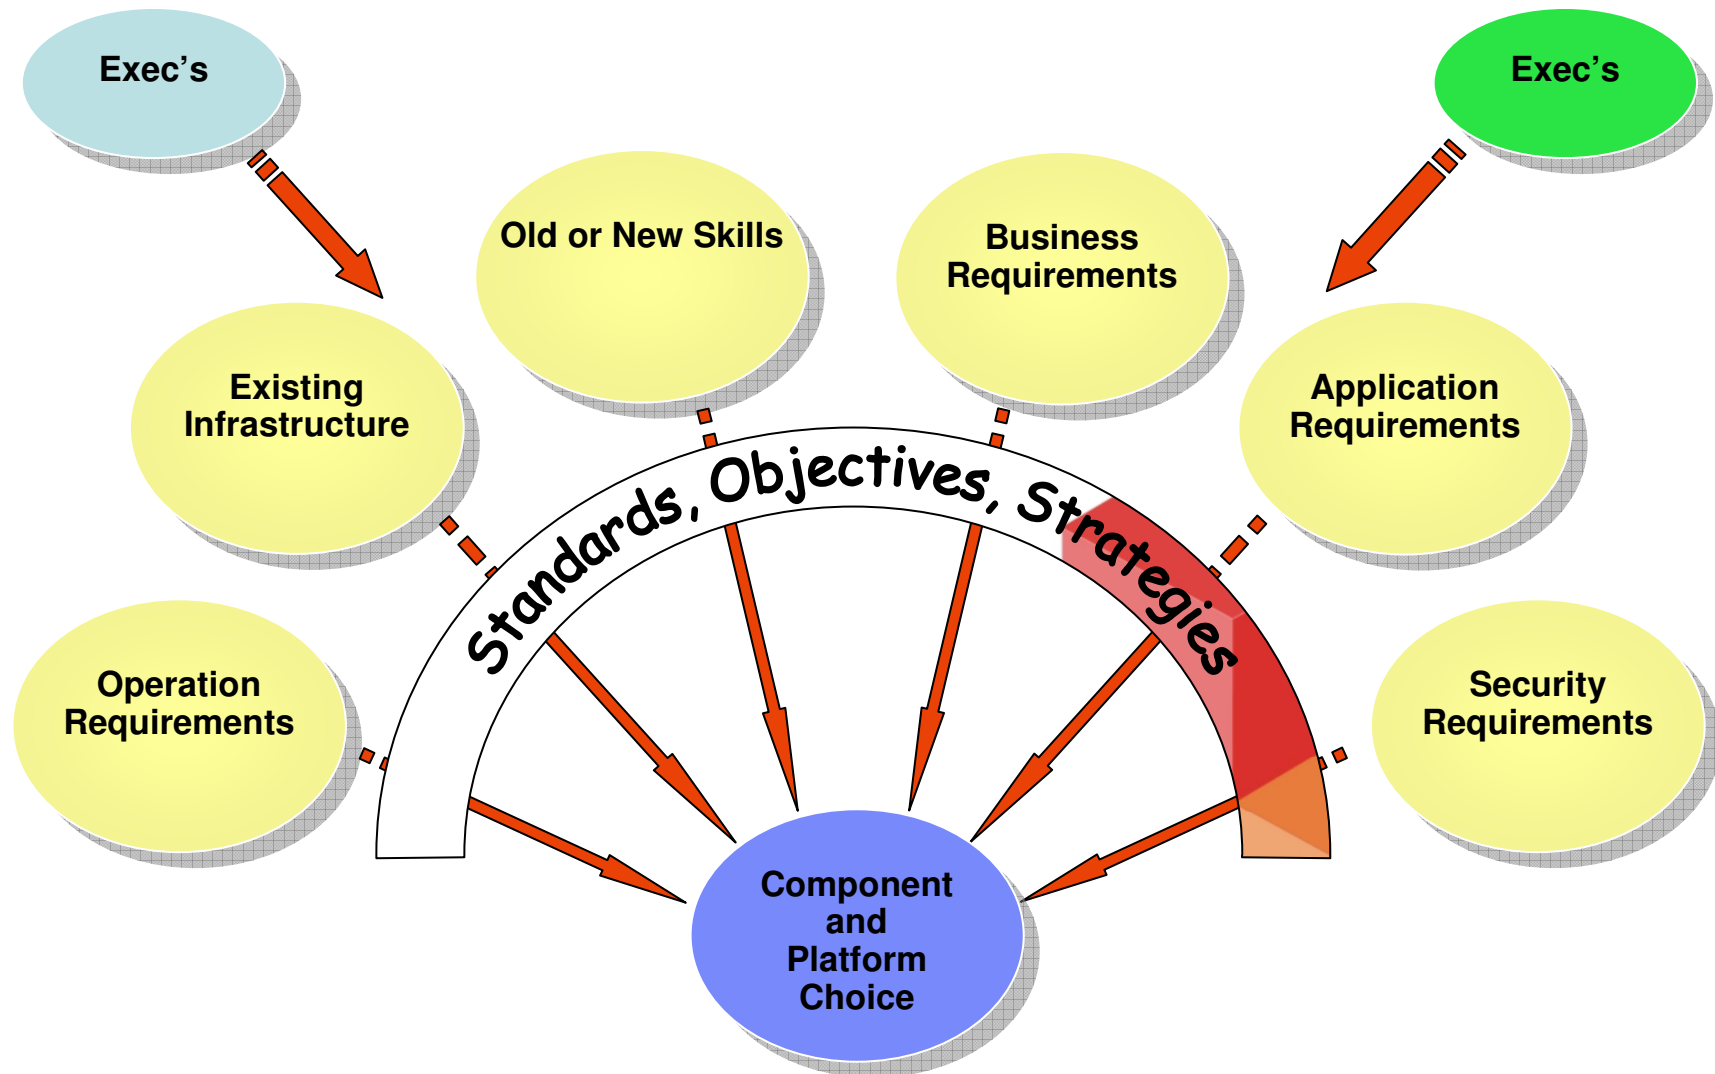 Exec’s
Exec’s
Old or New Skills
Business
Requirements
Existing
Infrastructure
Application
Requirements
Standards, Objectives, Strategies
Operation
Requirements
Security
Requirements
Component
and
Platform
Choice